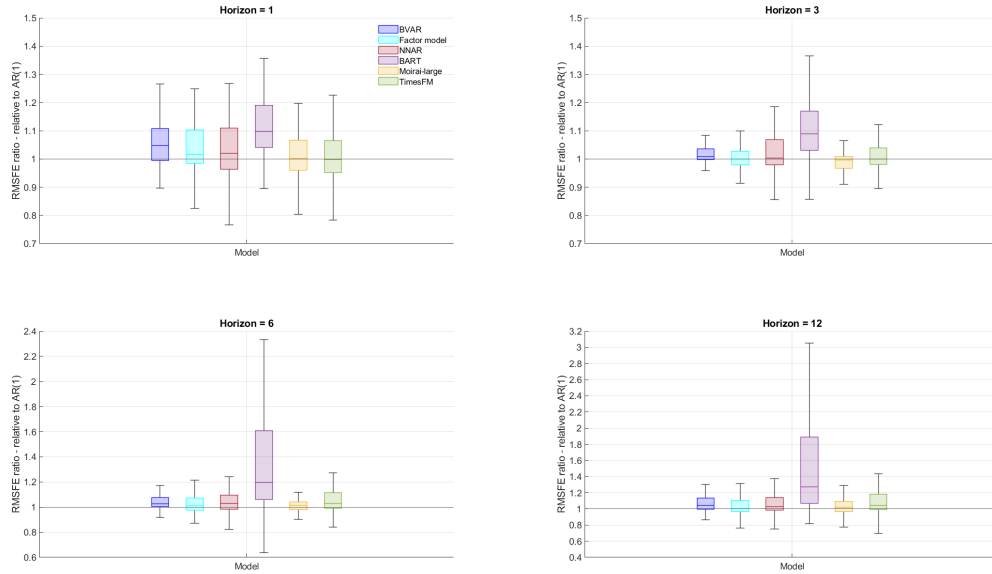 Horizon = 1
1.5
1.4
1.3
1.2
1.1
1
0.9
0.8
0.7
RMSFE ratio - relative to AR(1)
Model
BVAR
Factor model
NNAR
BART
Moirai-large
TimesFM
Horizon = 3
1.5
1.4
1.3
1.2
1.1
1
0.9
0.8
0.7
RMSFE ratio - relative to AR(1)
Model
Horizon = 6
2.4
2.2
2
1.8
1.6
1.4
1.2
1
0.8
0.6
RMSFE ratio - relative to AR(1)
Model
Horizon = 12
3.2
3
2.8
2.6
2.4
2.2
2
1.8
1.6
1.4
1.2
1
0.8
0.6
0.4
RMSFE ratio - relative to AR(1)
Model